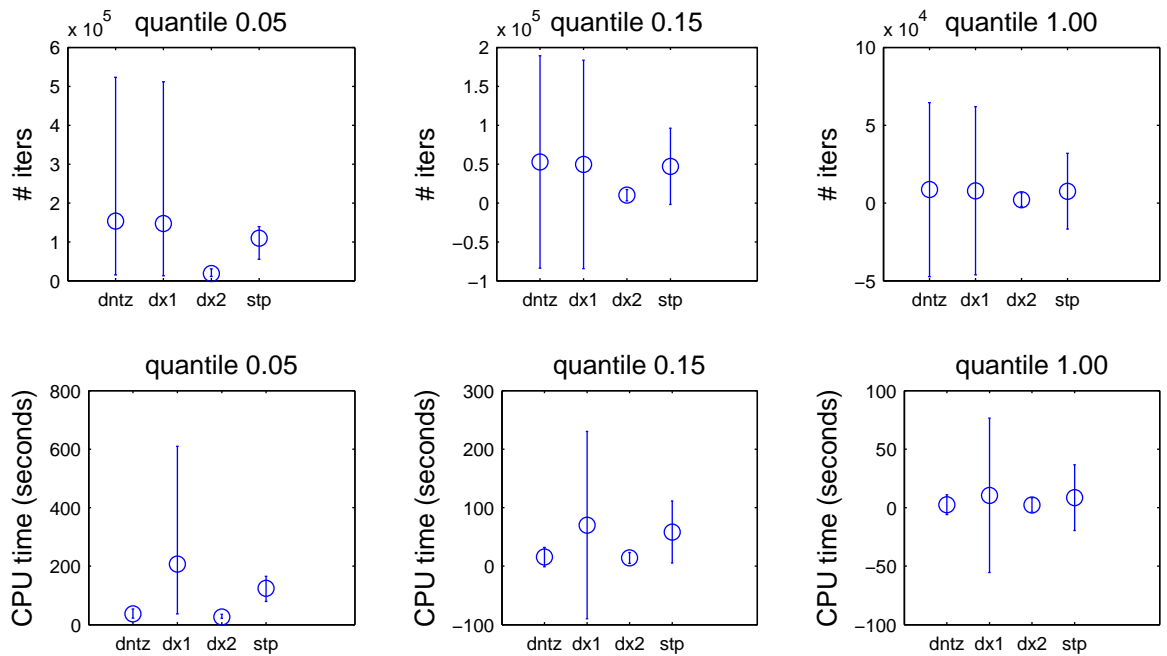 quantile 0.05
x 10^5
# iters
6
5
4
3
2
1
0
dntz dx1 dx2 stp
quantile 0.15
x 10^5
# iters
2
1.5
1
0.5
0
−0.5
−1
dntz dx1 dx2 stp
quantile 1.00
x 10^4
# iters
10
5
0
−5
dntz dx1 dx2 stp
quantile 0.05
CPU time (seconds)
800
600
400
200
0
dntz dx1 dx2 stp
quantile 0.15
CPU time (seconds)
300
200
100
0
−100
dntz dx1 dx2 stp
quantile 1.00
CPU time (seconds)
100
50
0
−50
−100
dntz dx1 dx2 stp